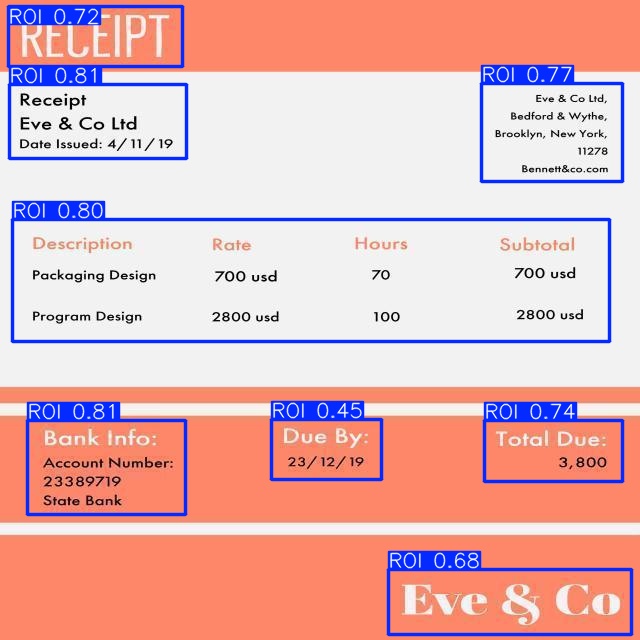 ROI 0.72
RECEIPT
ROI 0.81
Receipt
Eve & Co Ltd
Date Issued: 4/11/19
ROI 0.77
Eve & Co Ltd,
Bedford & Wythe,
Brooklyn, New York,
11278
Bennett&co.com
ROI 0.80
Description Rate Hours Subtotal
Packaging Design 700 usd 70 700 usd
Program Design 2800 usd 100 2800 usd
ROI 0.81
Bank Info:
Account Number:
23389719
State Bank
ROI 0.45
Due By:
23/12/19
ROI 0.74
Total Due:
3,800
ROI 0.68
Eve & Co